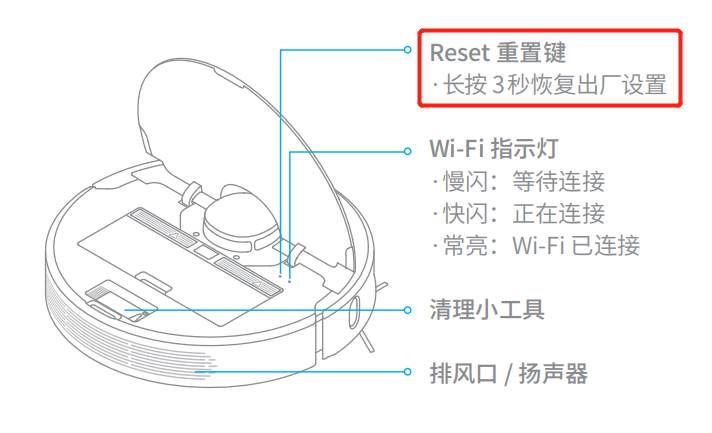 Reset 重置键
·长按 3 秒恢复出厂设置
Wi-Fi 指示灯
·慢闪：等待连接
·快闪：正在连接
·常亮：Wi-Fi 已连接
清理小工具
排风口 / 扬声器